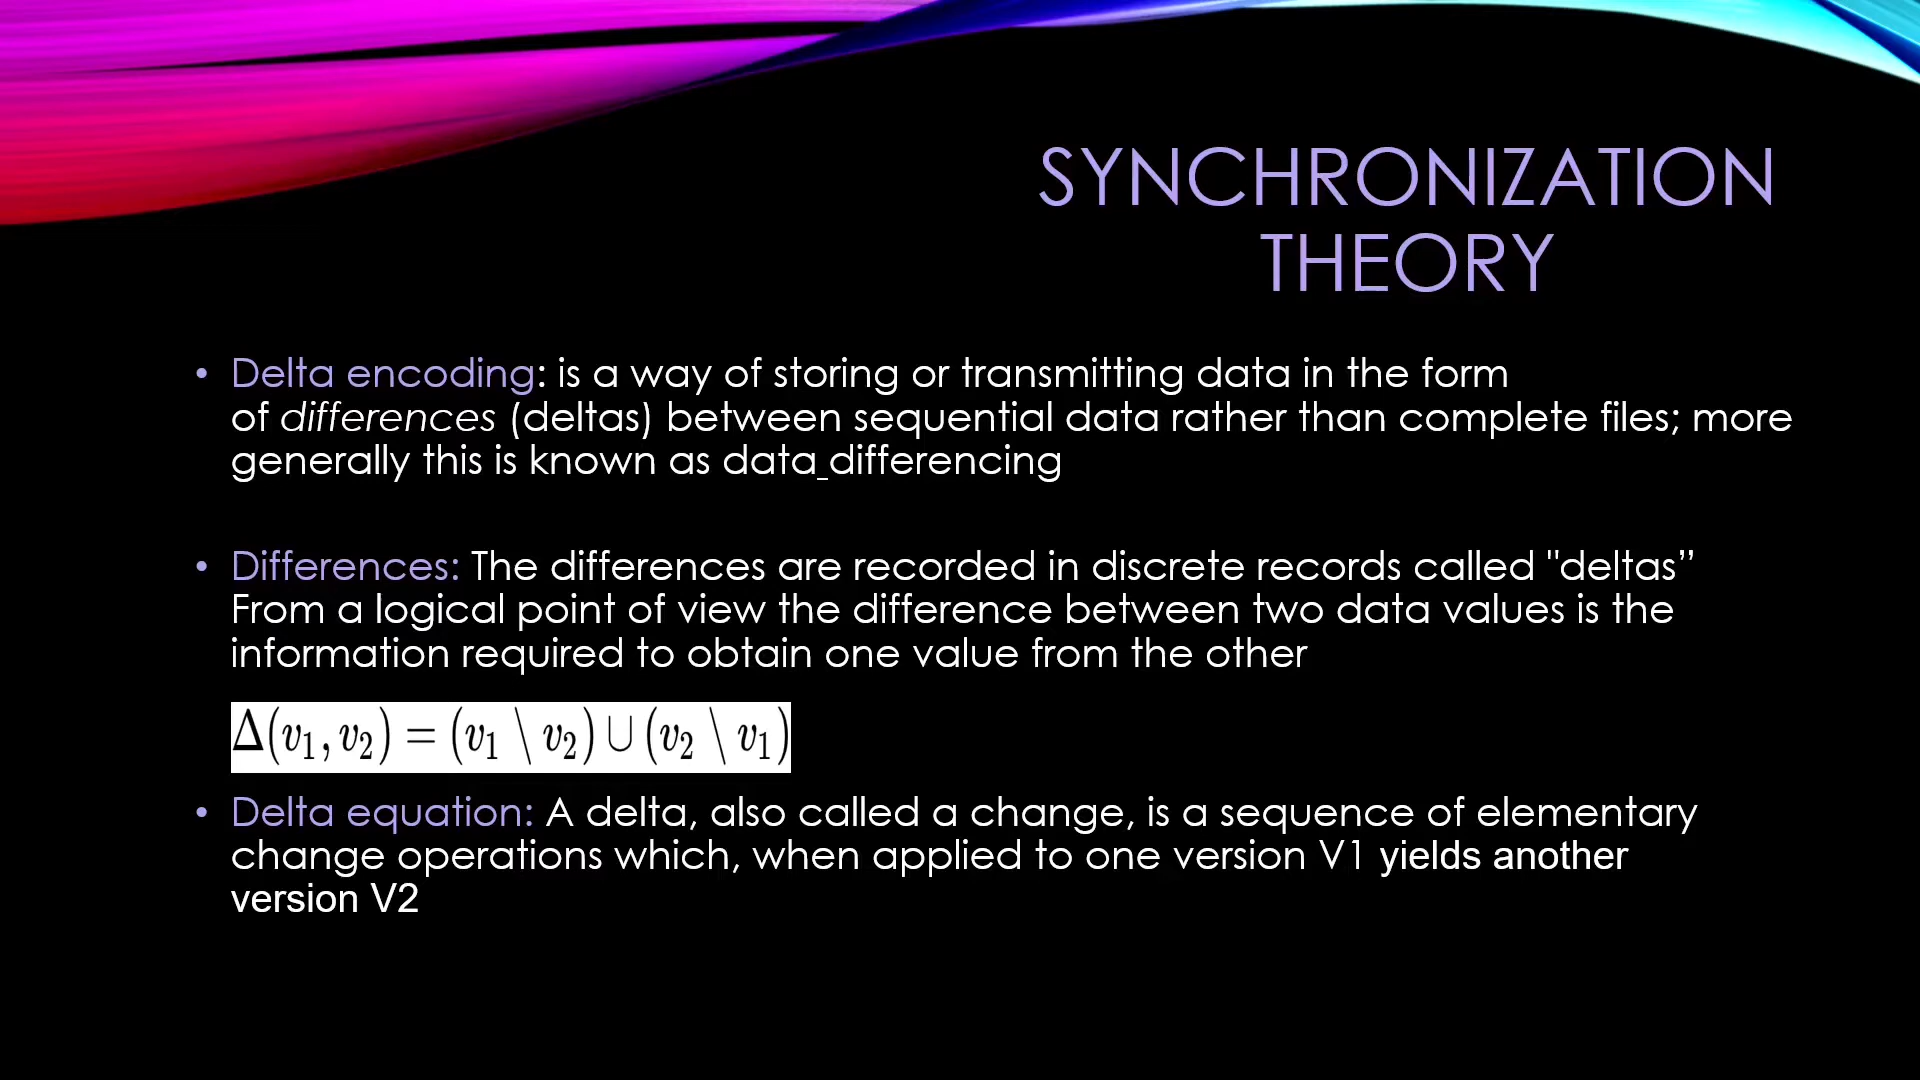 SYNCHRONIZATION
THEORY
• Delta encoding: is a way of storing or transmitting data in the form
of differences (deltas) between sequential data rather than complete files; more
generally this is known as data differencing
• Differences: The differences are recorded in discrete records called "deltas”
From a logical point of view the difference between two data values is the
information required to obtain one value from the other
Δ(v₁, v₂) = (v₁ \ v₂) ∪ (v₂ \ v₁)
• Delta equation: A delta, also called a change, is a sequence of elementary
change operations which, when applied to one version V1 yields another
version V2